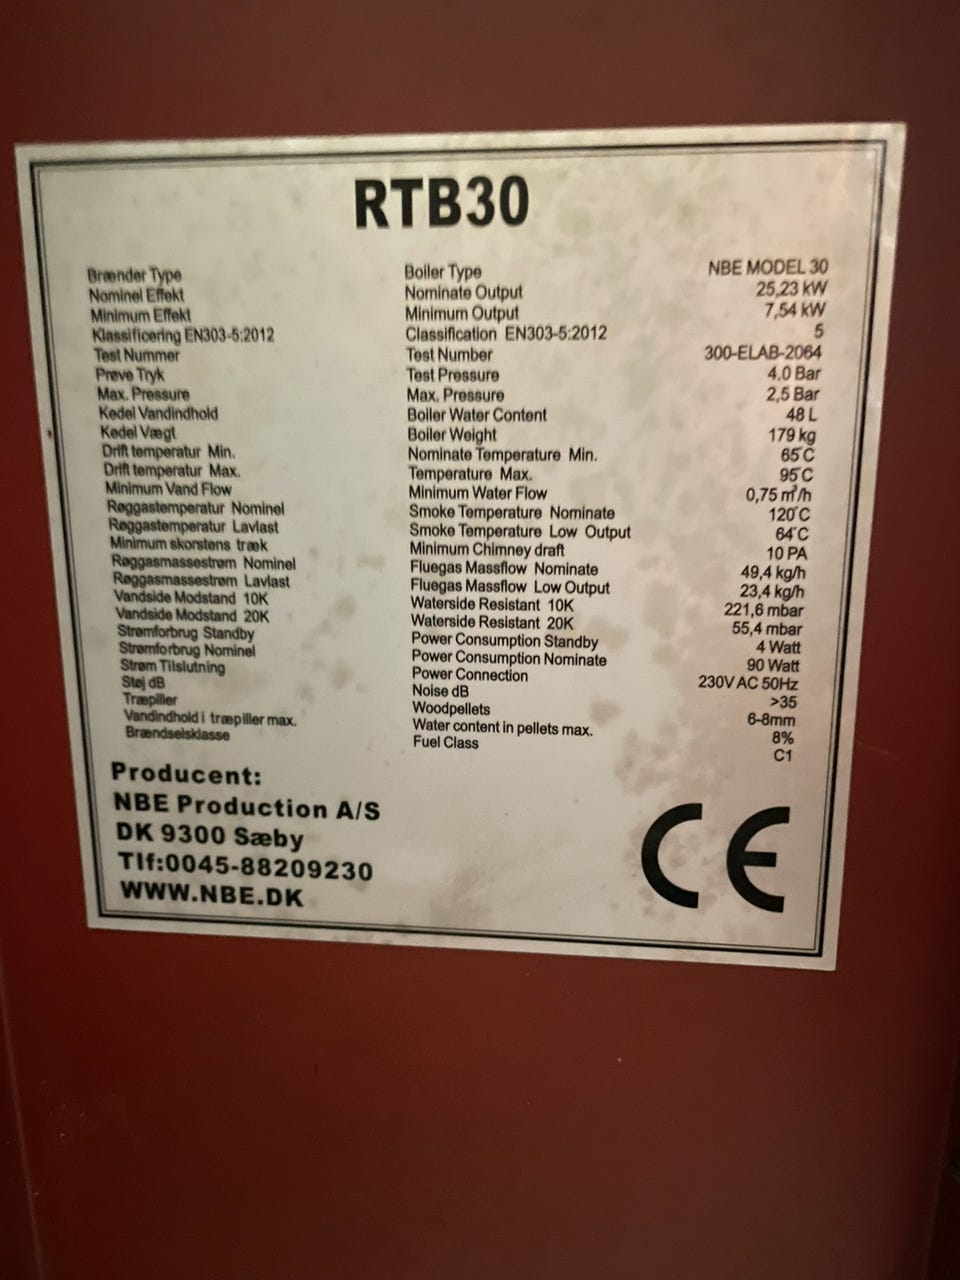 RTB30
Brænder Type Boiler Type NBE MODEL 30
Nominel Effekt Nominate Output 25,23 kW
Minimum Effekt Minimum Output 7,54 kW
Klassificering EN303-5:2012 Classification EN303-5:2012 5
Test Nummer Test Number 300-ELAB-2064
Prøve Tryk Test Pressure 4.0 Bar
Max. Pressure Max. Pressure 2,5 Bar
Kedel Vandindhold Boiler Water Content 48 L
Kedel Vægt Boiler Weight 179 kg
Drift temperatur Min. Nominate Temperature Min. 65°C
Drift temperatur Max. Temperature Max. 95°C
Minimum Vand Flow Minimum Water Flow 0,75 m³/h
Røggastemperatur Nominel Smoke Temperature Nominate 120°C
Røggastemperatur Lavlast Smoke Temperature Low Output 64°C
Minimum skorstens træk Minimum Chimney draft 10 PA
Røggasmassestrøm Nominel Fluegas Massflow Nominate 49,4 kg/h
Røggasmassestrøm Lavlast Fluegas Massflow Low Output 23,4 kg/h
Vandside Modstand 10K Waterside Resistant 10K 221,6 mbar
Vandside Modstand 20K Waterside Resistant 20K 55,4 mbar
Strømforbrug Standby Power Consumption Standby 4 Watt
Strømforbrug Nominel Power Consumption Nominate 90 Watt
Strøm Tilslutning Power Connection 230V AC 50Hz
Støj dB Noise dB >35
Træpiller Woodpellets 6-8mm
Vandindhold i træpiller max. Water content in pellets max. 8%
Brændselsklasse Fuel Class C1
Producent:
NBE Production A/S
DK 9300 Sæby
Tlf:0045-88209230
WWW.NBE.DK
CE